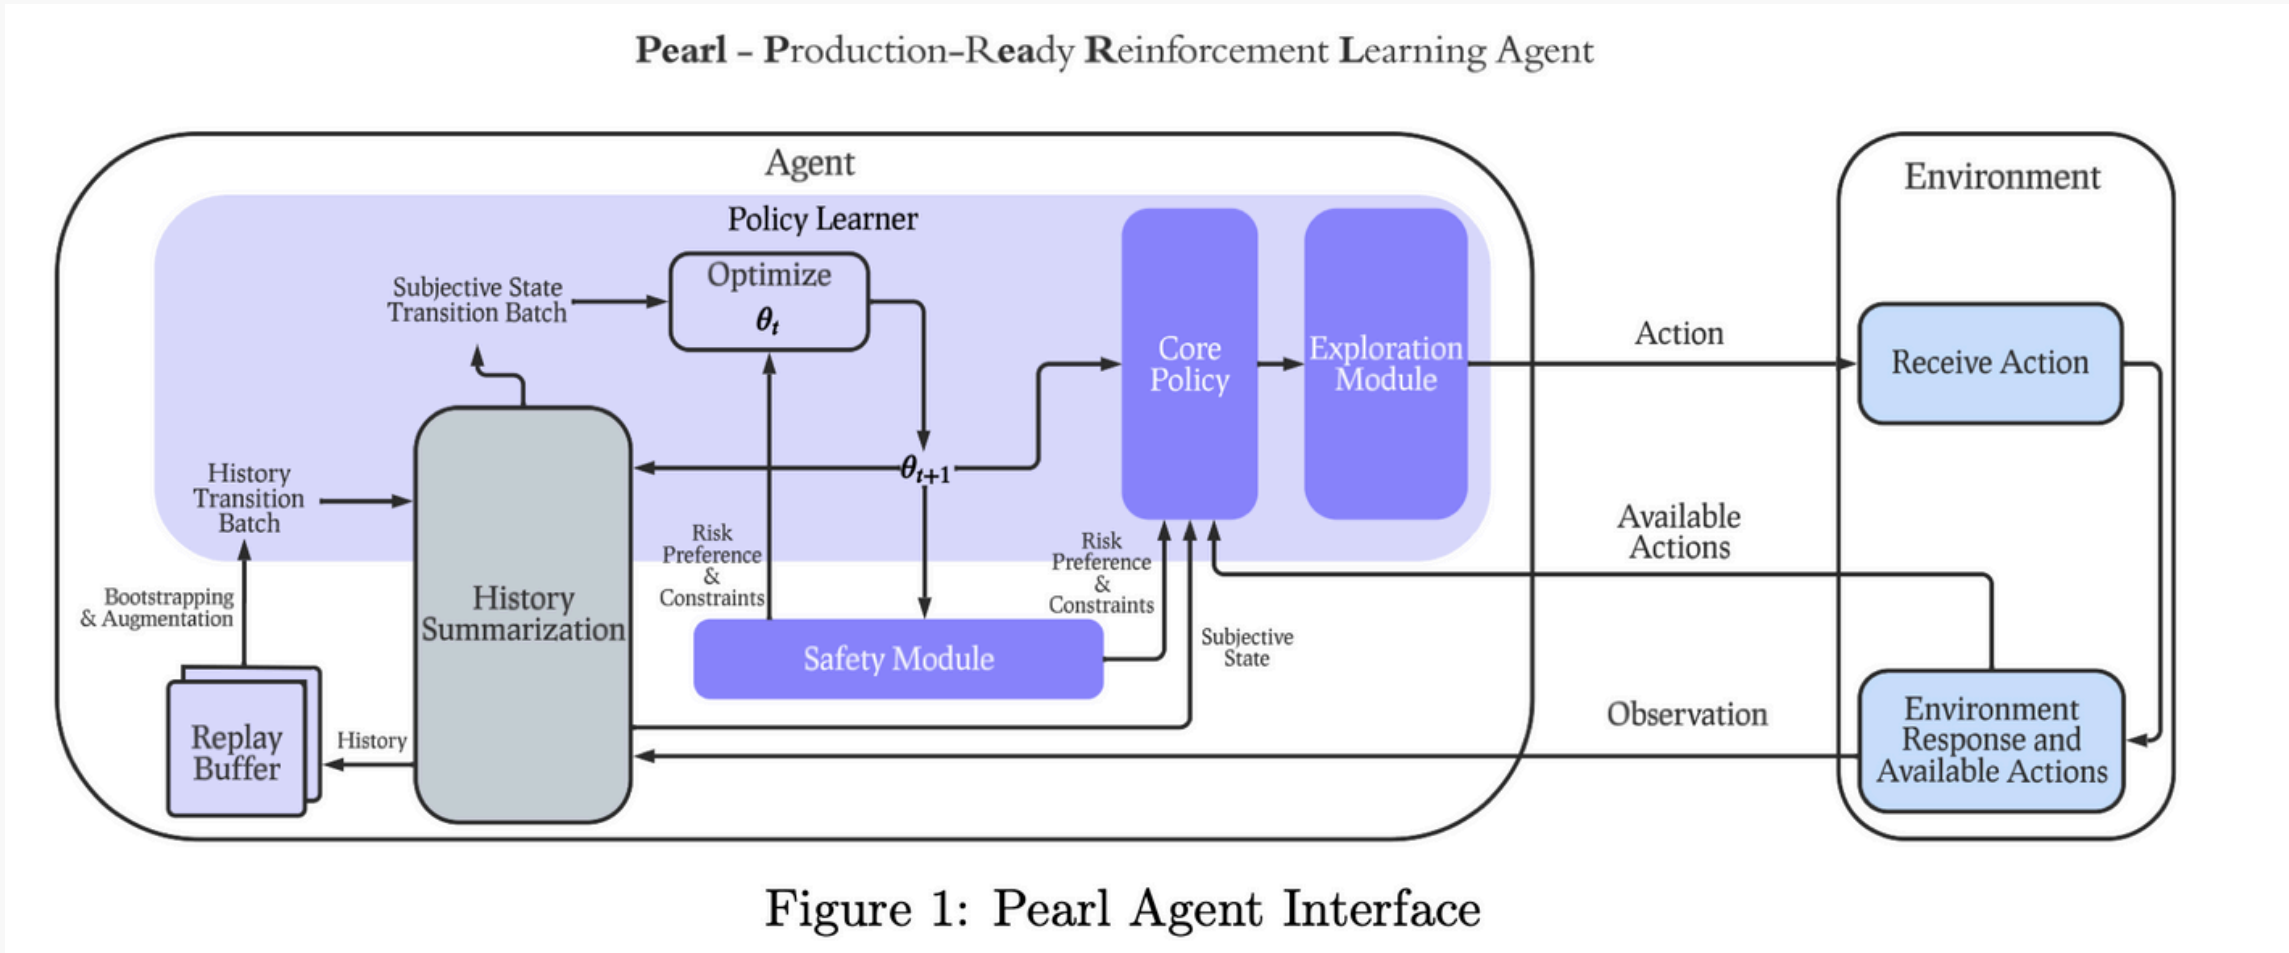 Pearl - Production-Ready Reinforcement Learning Agent
Agent
Policy Learner
Subjective State
Transition Batch
Optimize
θt
Core
Policy
Exploration
Module
History
Transition
Batch
θt+1
Bootstrapping
& Augmentation
History
Summarization
Risk
Preference
&
Constraints
Risk
Preference
&
Constraints
Safety Module
Subjective
State
Replay
Buffer
History
Action
Available
Actions
Observation
Environment
Receive Action
Environment
Response and
Available Actions
Figure 1: Pearl Agent Interface